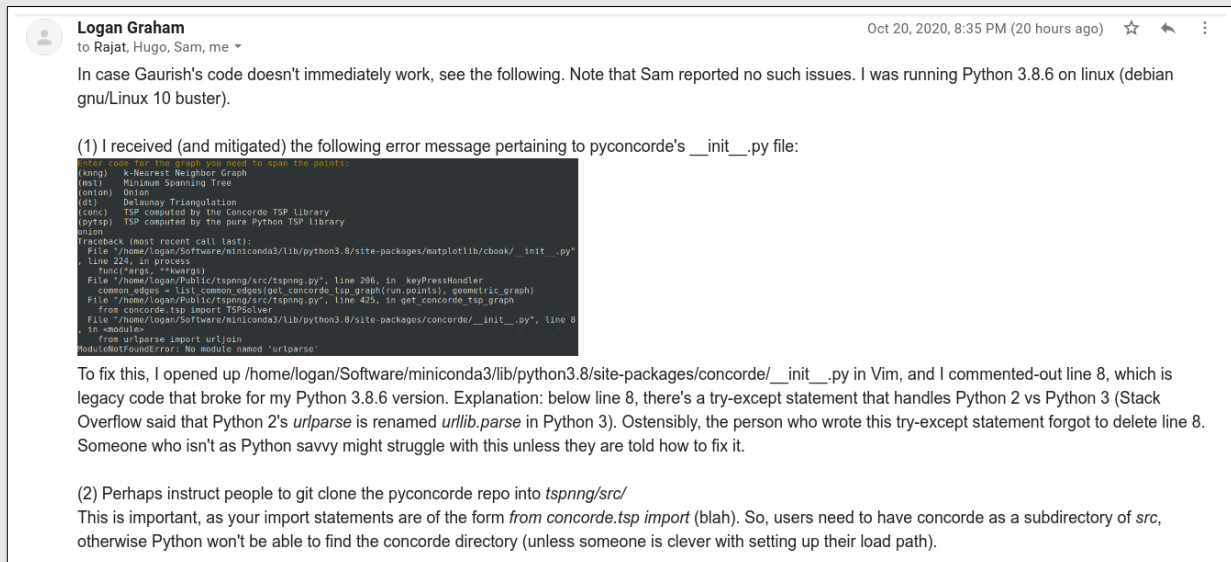 Logan Graham
Oct 20, 2020, 8:35 PM (20 hours ago)
to Rajat, Hugo, Sam, me
In case Gaurish's code doesn't immediately work, see the following. Note that Sam reported no such issues. I was running Python 3.8.6 on linux (debian
gnu/Linux 10 buster).
(1) I received (and mitigated) the following error message pertaining to pyconcorde's __init__.py file:
Enter code for the graph you need to span the points:
(knng) k-Nearest Neighbor Graph
(mst) Minimum Spanning Tree
(onion) Onion
(dt) Delaunay Triangulation
(conc) TSP computed by the Concorde TSP library
(pytsp) TSP computed by the pure Python TSP library
onion
Traceback (most recent call last):
File "/home/logan/Software/miniconda3/lib/python3.8/site-packages/matplotlib/cbook/__init__.py"
, line 224, in process
func(*args, **kwargs)
File "/home/logan/Public/tspnng/src/tspnng.py", line 206, in _keyPressHandler
common_edges = list_common_edges(get_concorde_tsp_graph(run.points), geometric_graph)
File "/home/logan/Public/tspnng/src/tspnng.py", line 425, in get_concorde_tsp_graph
from concorde.tsp import TSPSolver
File "/home/logan/Software/miniconda3/lib/python3.8/site-packages/concorde/__init__.py", line 8
, in <module>
from urlparse import urljoin
ModuleNotFoundError: No module named 'urlparse'
To fix this, I opened up /home/logan/Software/miniconda3/lib/python3.8/site-packages/concorde/__init__.py in Vim, and I commented-out line 8, which is
legacy code that broke for my Python 3.8.6 version. Explanation: below line 8, there's a try-except statement that handles Python 2 vs Python 3 (Stack
Overflow said that Python 2's urlparse is renamed urllib.parse in Python 3). Ostensibly, the person who wrote this try-except statement forgot to delete line 8.
Someone who isn't as Python savvy might struggle with this unless they are told how to fix it.
(2) Perhaps instruct people to git clone the pyconcorde repo into tspnng/src/
This is important, as your import statements are of the form from concorde.tsp import (blah). So, users need to have concorde as a subdirectory of src,
otherwise Python won't be able to find the concorde directory (unless someone is clever with setting up their load path).